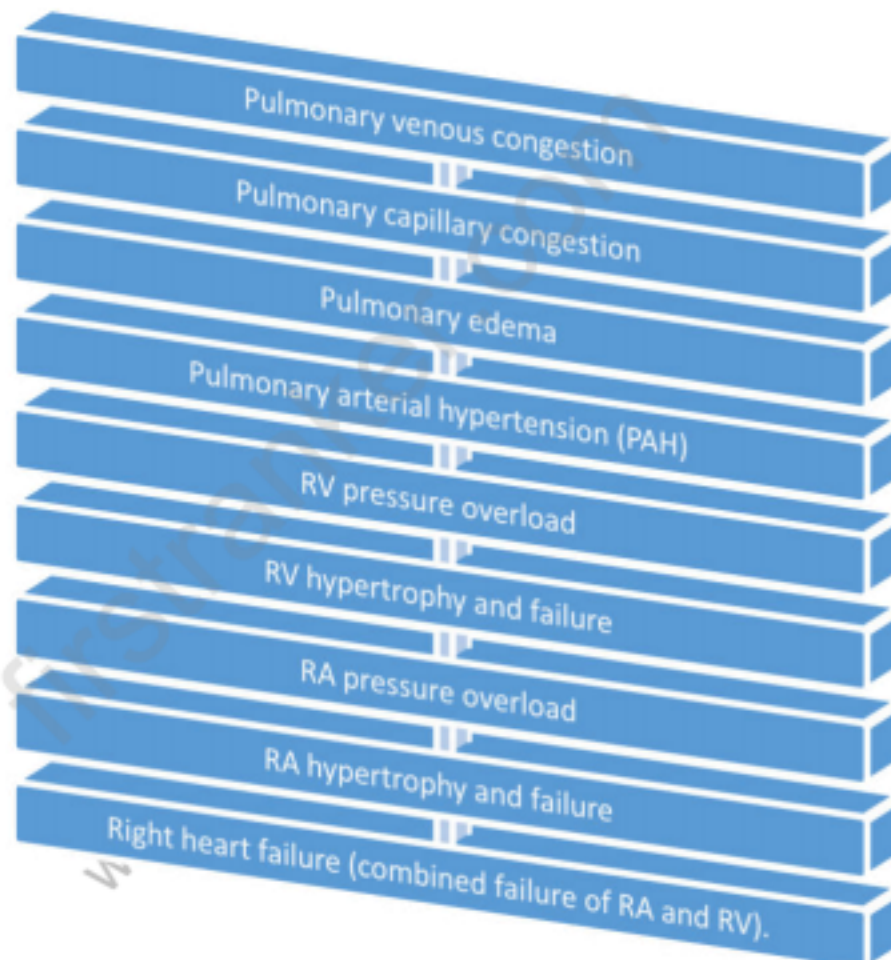 Pulmonary venous congestion
Pulmonary capillary congestion
Pulmonary edema
Pulmonary arterial hypertension (PAH)
RV pressure overload
RV hypertrophy and failure
RA pressure overload
RA hypertrophy and failure
Right heart failure (combined failure of RA and RV).